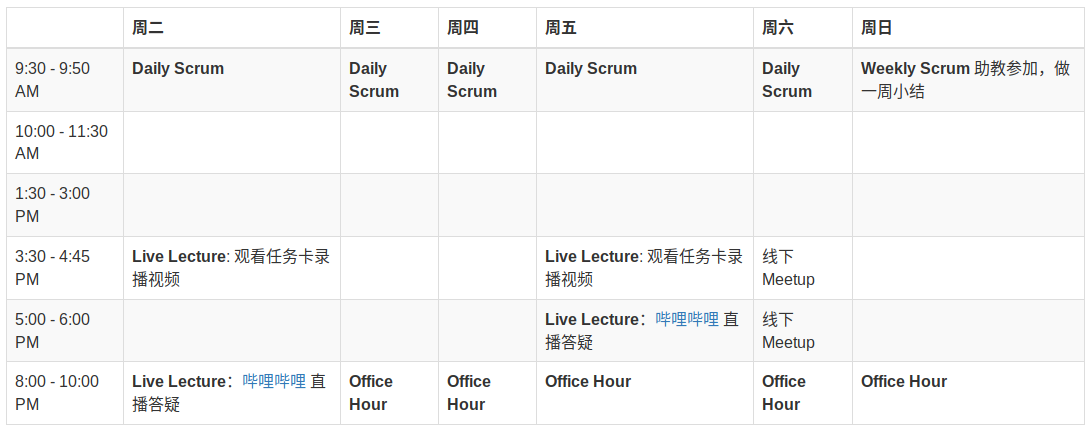 周二 周三 周四 周五 周六 周日
9:30 - 9:50 Daily Scrum Daily Daily Daily Scrum Daily Weekly Scrum 助教参加，做
AM Scrum Scrum Scrum 一周小结
10:00 - 11:30
AM
1:30 - 3:00
PM
3:30 - 4:45 Live Lecture: 观看任务卡录 Live Lecture: 观看任务卡录 线下
PM 播视频 播视频 Meetup
5:00 - 6:00 Live Lecture：哔哩哔哩 直 线下
PM 播答疑 Meetup
8:00 - 10:00 Live Lecture：哔哩哔哩 直 Office Office Office Hour Office Office Hour
PM 播答疑 Hour Hour Hour